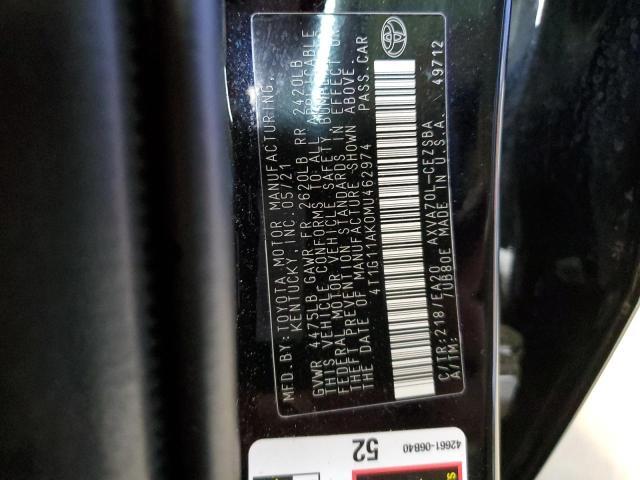 MFD.BY:TOYOTA MOTOR MANUFACTURING,
KENTUCKY, INC. 05/21
GVWR 4475LB GAWR FR 2620LB RR 2420LB
THIS VEHICLE CONFORMS TO ALL APPLICABLE
FEDERAL MOTOR VEHICLE SAFETY BUMPER, AND
THEFT PREVENTION STANDARDS IN EFFECT ON
THE DATE OF MANUFACTURE SHOWN ABOVE.
4T1G11AK0MU462974 PASS.CAR
C/TR:218/EA20 AXVA70L-CEZSBA
A/TM: 70B80E MADE IN U.S.A. 49712
42661-06B40
52